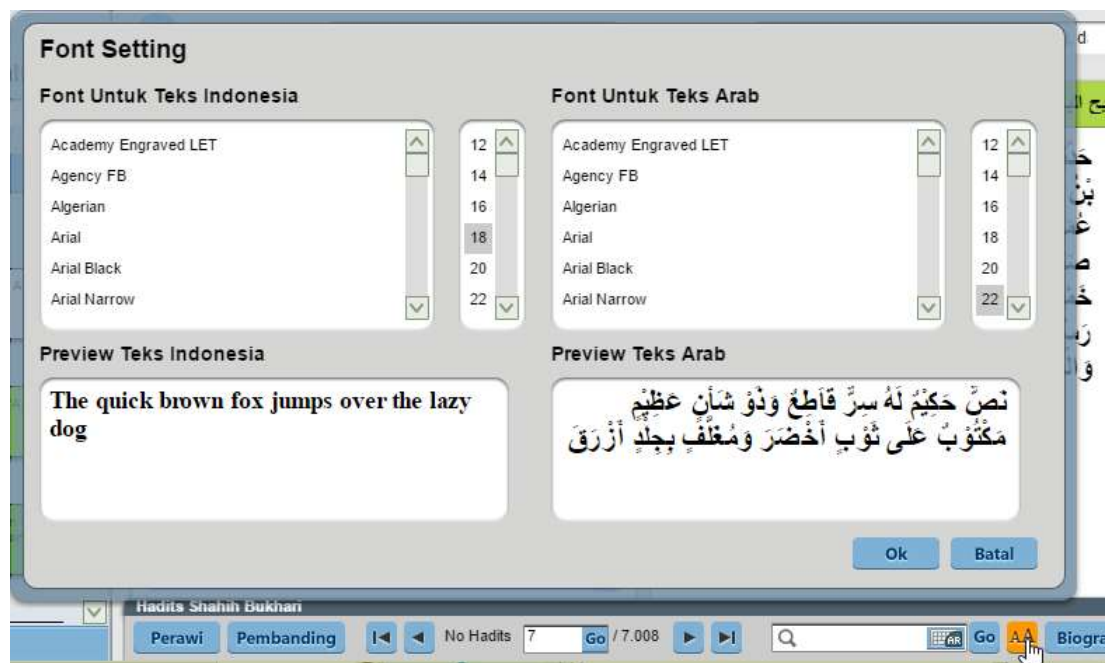 Font Setting
Font Untuk Teks Indonesia
Font Untuk Teks Arab
Academy Engraved LET
12
Academy Engraved LET
12
Agency FB
14
Agency FB
14
Algerian
16
Algerian
16
Arial
18
Arial
18
Arial Black
20
Arial Black
20
Arial Narrow
22
Arial Narrow
22
Preview Teks Indonesia
Preview Teks Arab
The quick brown fox jumps over the lazy
dog
نَصٌّ حَكِيْمٌ لَهُ سِرٌّ قَاطِعٌ وَذُوْ شَأْنٍ عَظِيْمٍ
مَكْتُوْبٌ عَلَى ثَوْبٍ أَخْضَرَ وَمُغَلَّفٌ بِجِلْدٍ أَزْرَقَ
Ok
Batal
Hadits Shahih Bukhari
Perawi
Pembanding
No Hadits
7
Go
/ 7.008
AR
Go
AA
Biogra